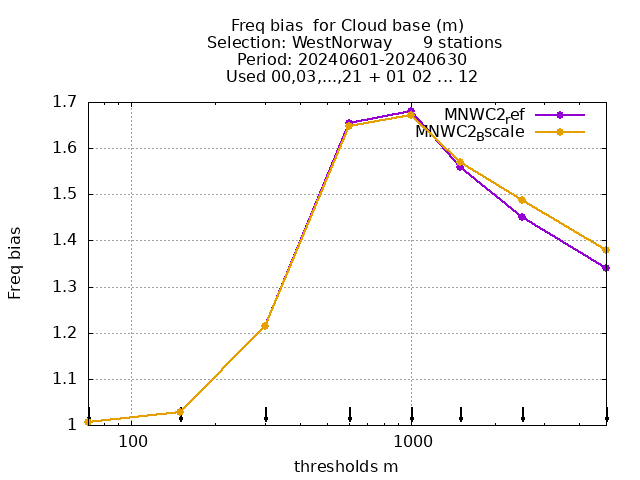 Freq bias  for Cloud base (m)
Selection: WestNorway      9 stations
Period: 20240601-20240630
Used 00,03,...,21 + 01 02 ... 12
MNWC2ref
MNWC2Bscale
1.7
1.6
1.5
1.4
1.3
1.2
1.1
1
Freq bias
100
1000
thresholds m